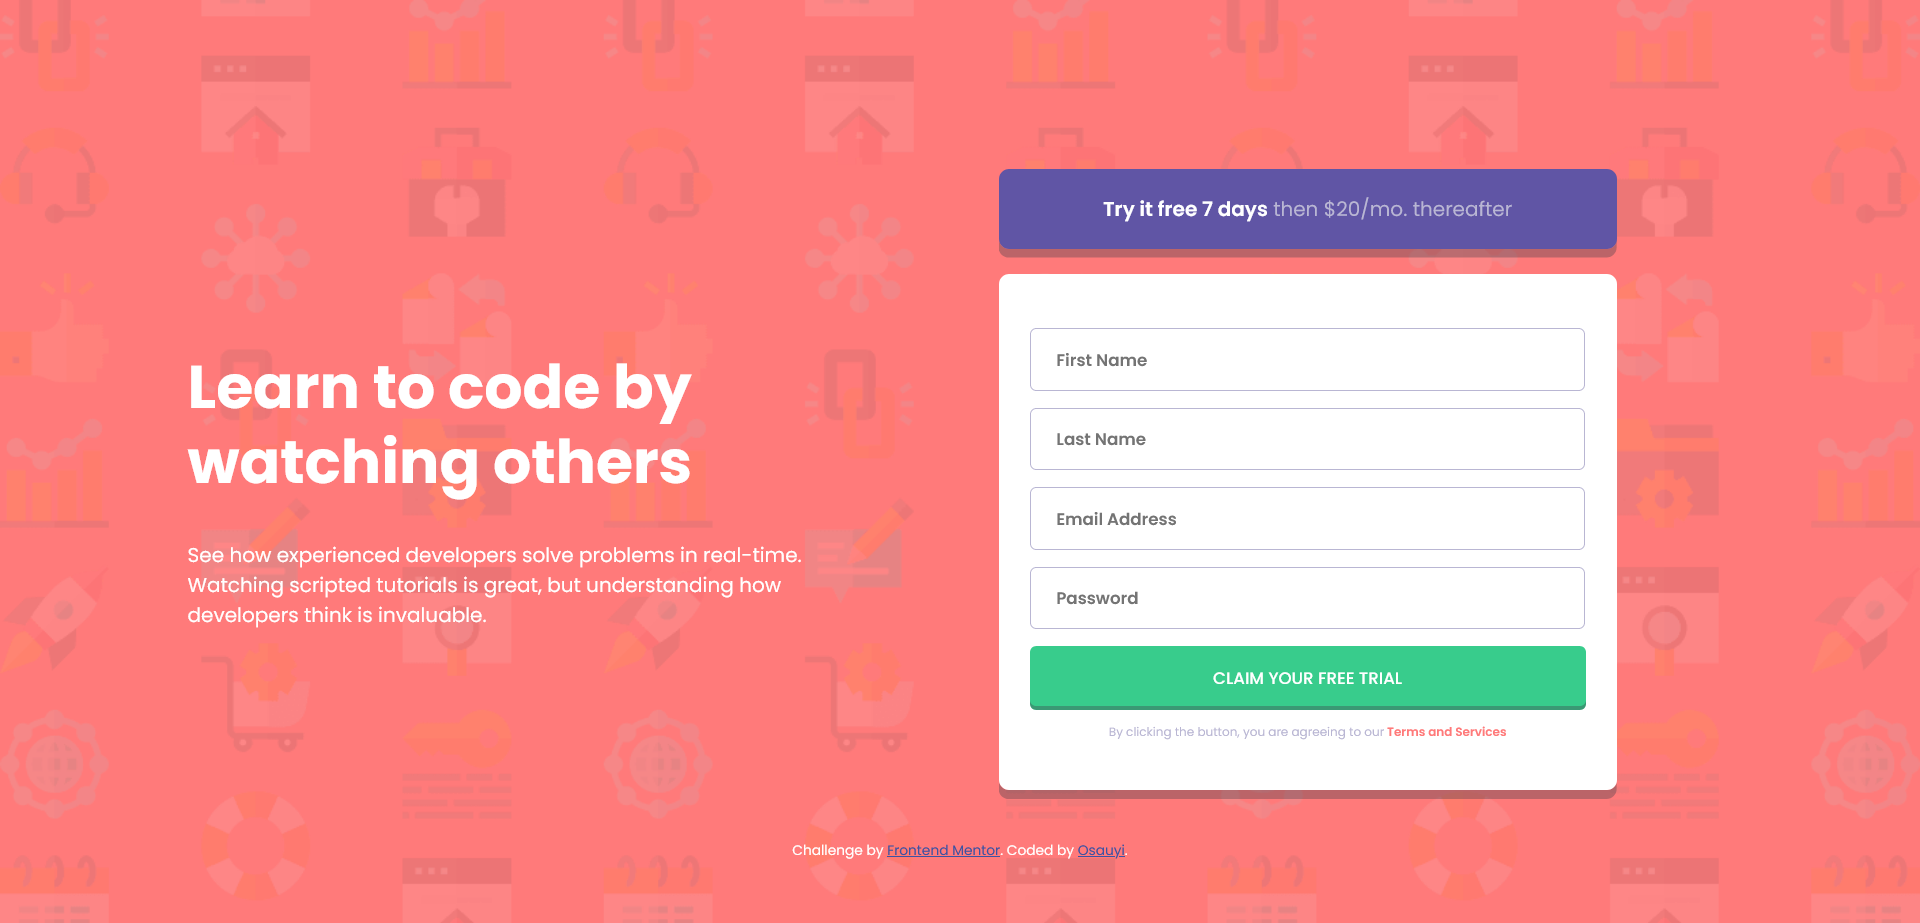 Learn to code by
watching others
See how experienced developers solve problems in real-time.
Watching scripted tutorials is great, but understanding how
developers think is invaluable.
Try it free 7 days then $20/mo. thereafter
First Name
Last Name
Email Address
Password
CLAIM YOUR FREE TRIAL
By clicking the button, you are agreeing to our Terms and Services
Challenge by Frontend Mentor. Coded by Osauyi.